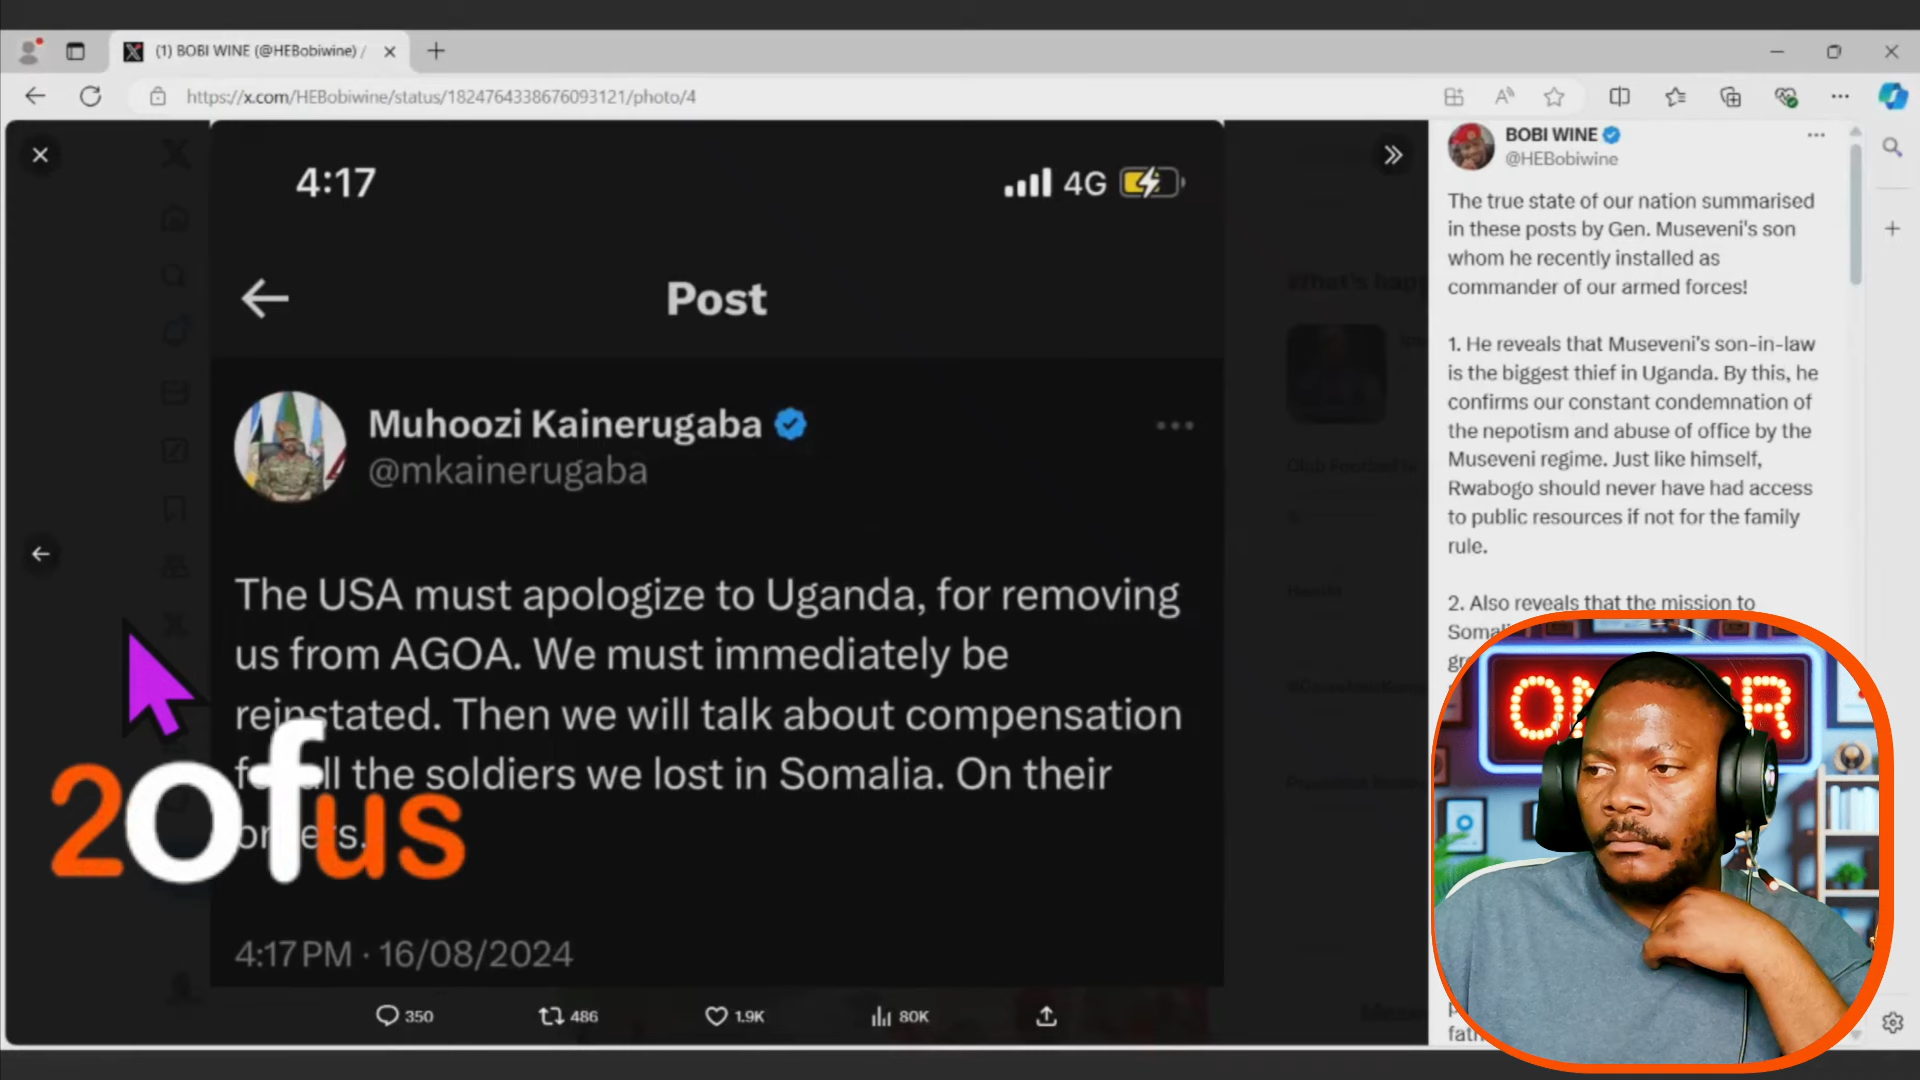 (1) BOBI WINE (@HEBobiwine) /
https://x.com/HEBobiwine/status/1824764338676093121/photo/4
4:17
4G
Post
Muhoozi Kainerugaba
@mkainerugaba
The USA must apologize to Uganda, for removing
us from AGOA. We must immediately be
reinstated. Then we will talk about compensation
all the soldiers we lost in Somalia. On their
4:17 PM · 16/08/2024
350
486
1.9K
80K
BOBI WINE
@HEBobiwine
The true state of our nation summarised
in these posts by Gen. Museveni's son
whom he recently installed as
commander of our armed forces!
1. He reveals that Museveni's son-in-law
is the biggest thief in Uganda. By this, he
confirms our constant condemnation of
the nepotism and abuse of office by the
Museveni regime. Just like himself,
Rwabogo should never have had access
to public resources if not for the family
rule.
2. Also reveals that the mission to
2ofus